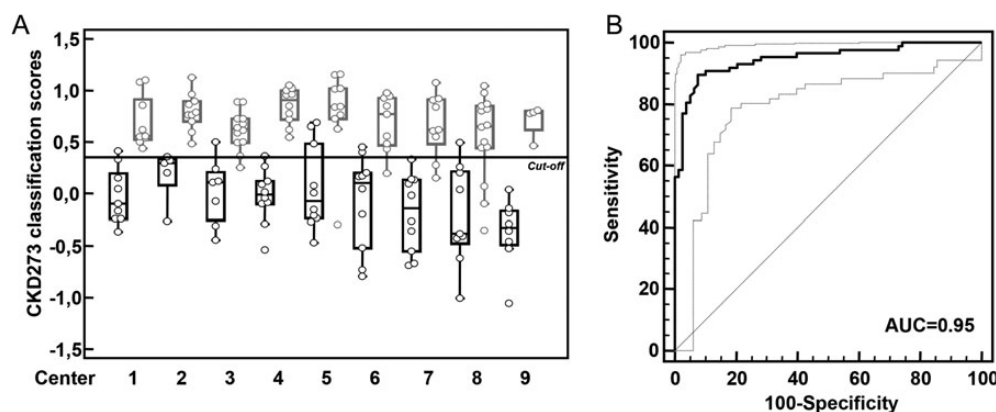 A
CKD273 classification scores
1,5
1,0
0,5
0,0
-0,5
-1,0
-1,5
Cut-off
Center 1 2 3 4 5 6 7 8 9
B
Sensitivity
100
80
60
40
20
0
AUC=0.95
0 20 40 60 80 100
100-Specificity